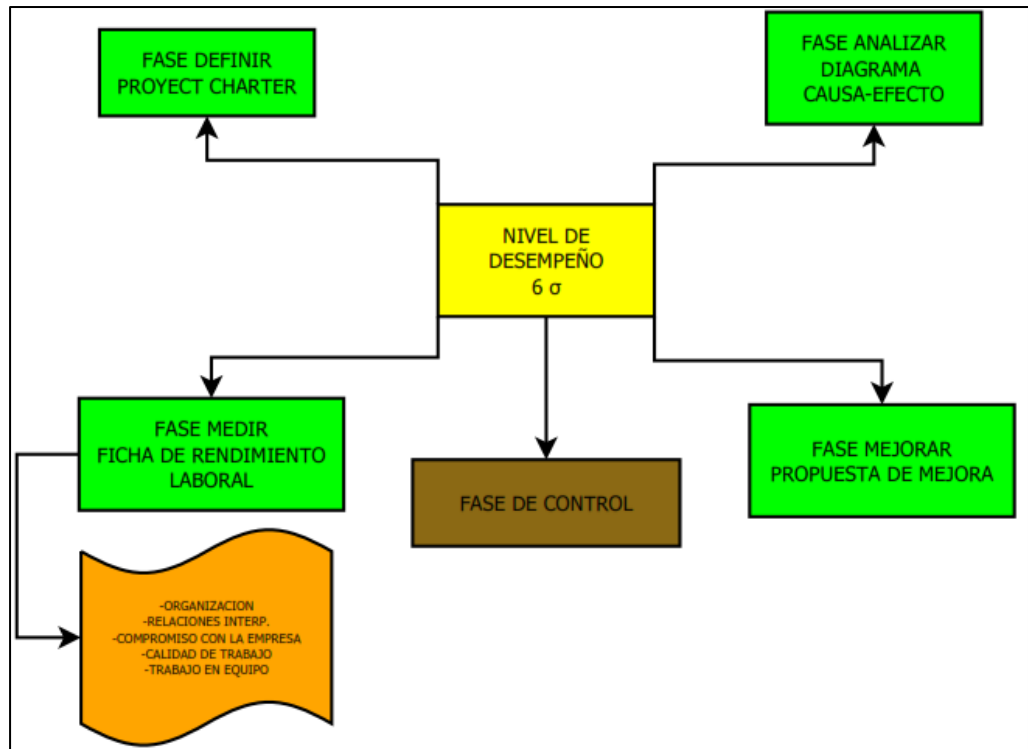 FASE DEFINIR
PROYECT CHARTER
FASE ANALIZAR
DIAGRAMA
CAUSA-EFECTO
NIVEL DE
DESEMPEÑO
6 σ
FASE MEDIR
FICHA DE RENDIMIENTO
LABORAL
FASE DE CONTROL
FASE MEJORAR
PROPUESTA DE MEJORA
-ORGANIZACION
-RELACIONES INTERP.
-COMPROMISO CON LA EMPRESA
-CALIDAD DE TRABAJO
-TRABAJO EN EQUIPO